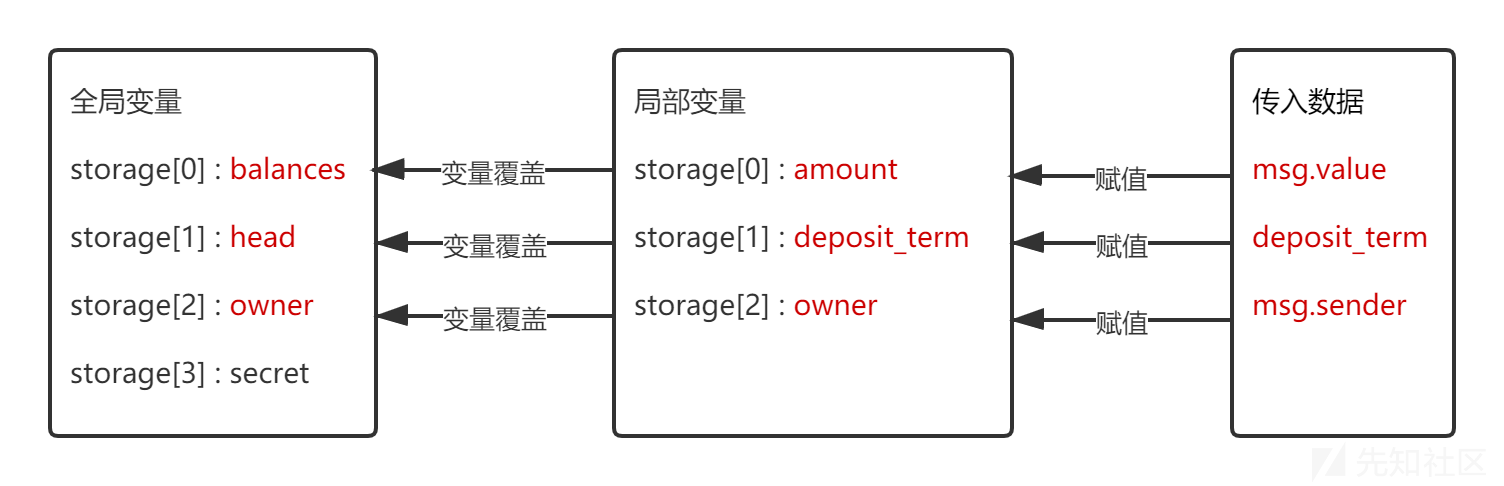 全局变量
storage[0] : balances
storage[1] : head
storage[2] : owner
storage[3] : secret
变量覆盖
变量覆盖
变量覆盖
局部变量
storage[0] : amount
storage[1] : deposit_term
storage[2] : owner
赋值
赋值
赋值
传入数据
msg.value
deposit_term
msg.sender
先知社区